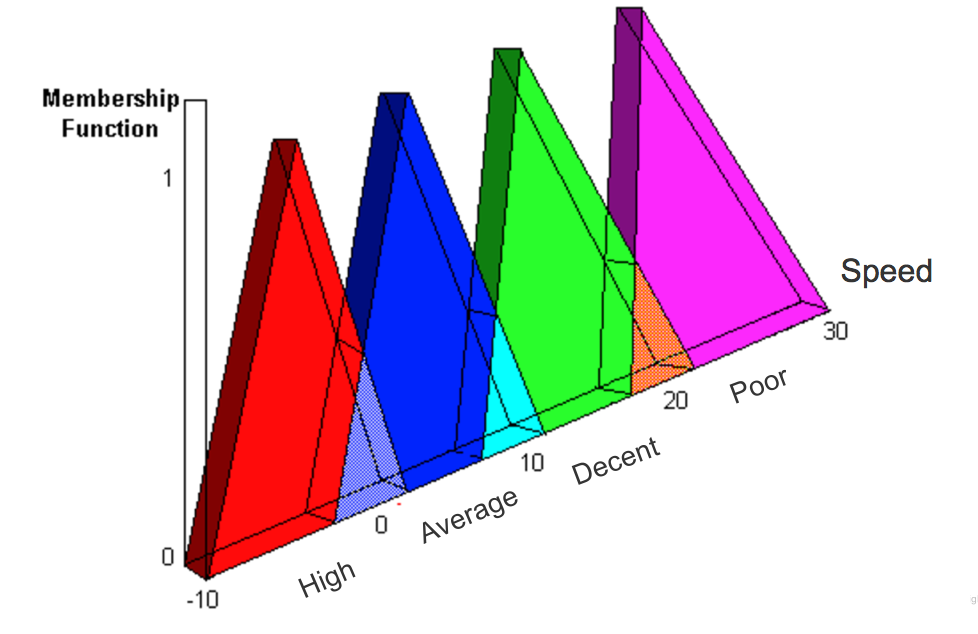 Membership
Function
1
0
-10
High
0
Average
10
Decent
20
Poor
30
Speed